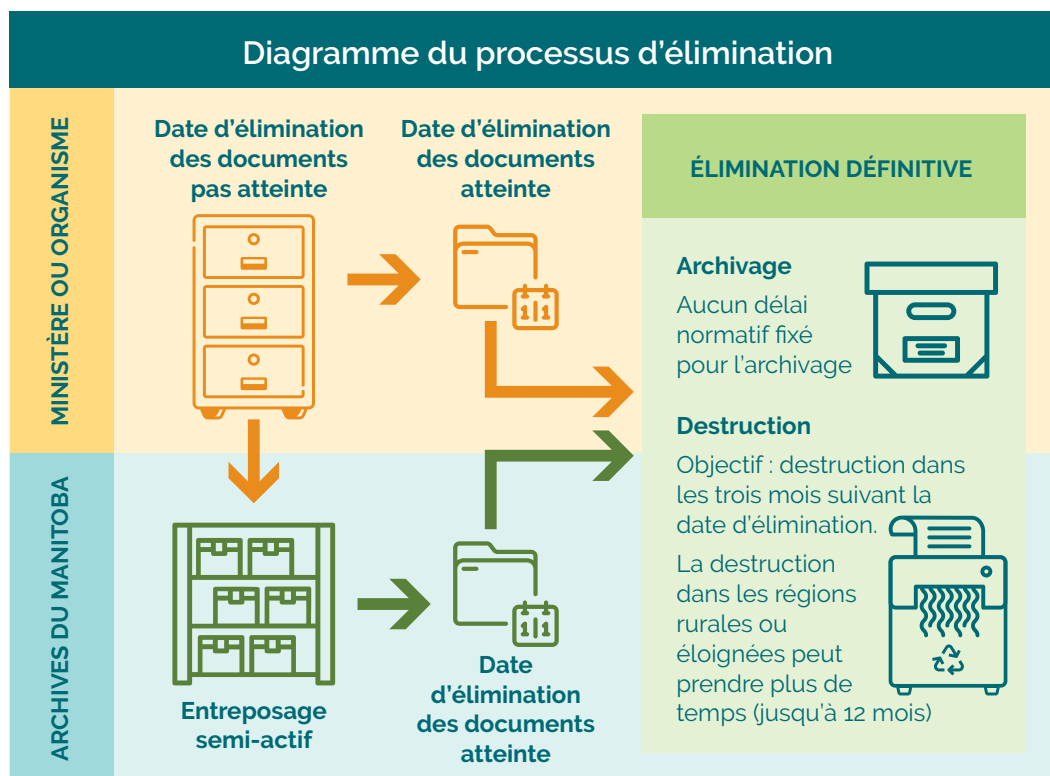 Diagramme du processus d'élimination
MINISTÈRE OU ORGANISME
Date d'élimination
des documents
pas atteinte
Date d'élimination
des documents
atteinte
ÉLIMINATION DÉFINITIVE
Archivage
Aucun délai
normatif fixé
pour l'archivage
Destruction
Objectif : destruction dans
les trois mois suivant la
date d'élimination.
La destruction
dans les régions
rurales ou
éloignées peut
prendre plus de
temps (jusqu'à 12 mois)
ARCHIVES DU MANITOBA
Entreposage
semi-actif
Date
d'élimination
des documents
atteinte